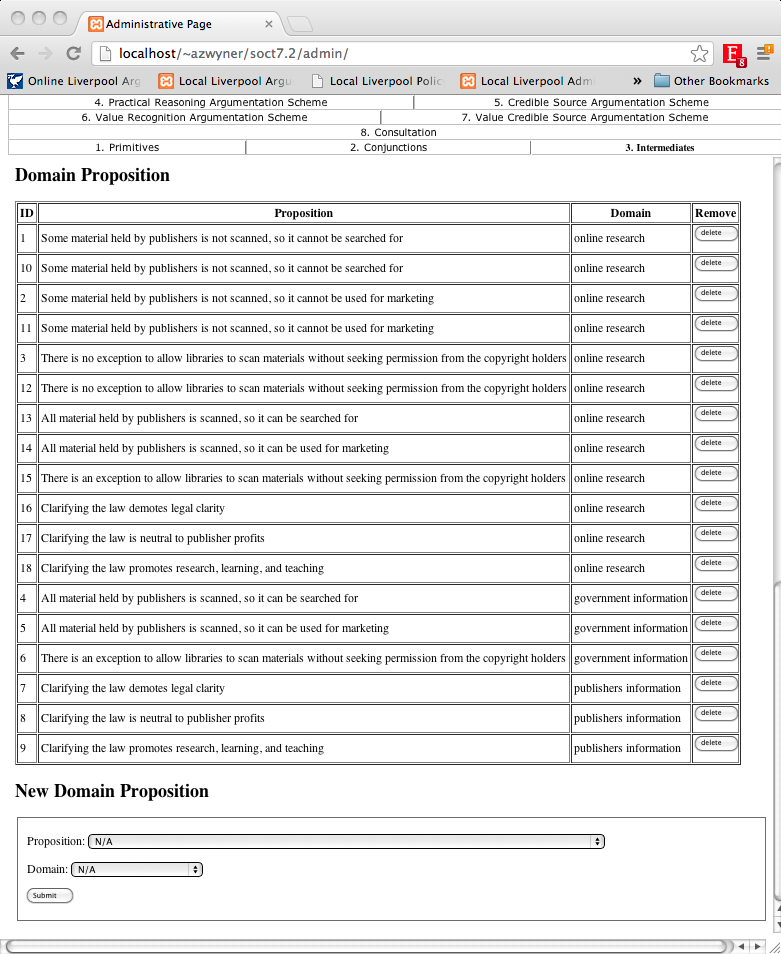 Administrative Page
localhost/~azwyner/soct7.2/admin/
8
Online Liverpool Arg Local Liverpool Argu Local Liverpool Polic Local Liverpool Adm » Other Bookmarks
4. Practical Reasoning Argumentation Scheme 5. Credible Source Argumentation Scheme
6. Value Recognition Argumentation Scheme 7. Value Credible Source Argumentation Scheme
8. Consultation
1. Primitives 2. Conjunctions 3. Intermediates
Domain Proposition
ID Proposition Domain Remove
1 Some material held by publishers is not scanned, so it cannot be searched for online research delete
10 Some material held by publishers is not scanned, so it cannot be searched for online research delete
2 Some material held by publishers is not scanned, so it cannot be used for marketing online research delete
11 Some material held by publishers is not scanned, so it cannot be used for marketing online research delete
3 There is no exception to allow libraries to scan materials without seeking permission from the copyright holders online research delete
12 There is no exception to allow libraries to scan materials without seeking permission from the copyright holders online research delete
13 All material held by publishers is scanned, so it can be searched for online research delete
14 All material held by publishers is scanned, so it can be used for marketing online research delete
15 There is an exception to allow libraries to scan materials without seeking permission from the copyright holders online research delete
16 Clarifying the law demotes legal clarity online research delete
17 Clarifying the law is neutral to publisher profits online research delete
18 Clarifying the law promotes research, learning, and teaching online research delete
4 All material held by publishers is scanned, so it can be searched for government information delete
5 All material held by publishers is scanned, so it can be used for marketing government information delete
6 There is an exception to allow libraries to scan materials without seeking permission from the copyright holders government information delete
7 Clarifying the law demotes legal clarity publishers information delete
8 Clarifying the law is neutral to publisher profits publishers information delete
9 Clarifying the law promotes research, learning, and teaching publishers information delete
New Domain Proposition
Proposition: N/A
Domain: N/A
Submit